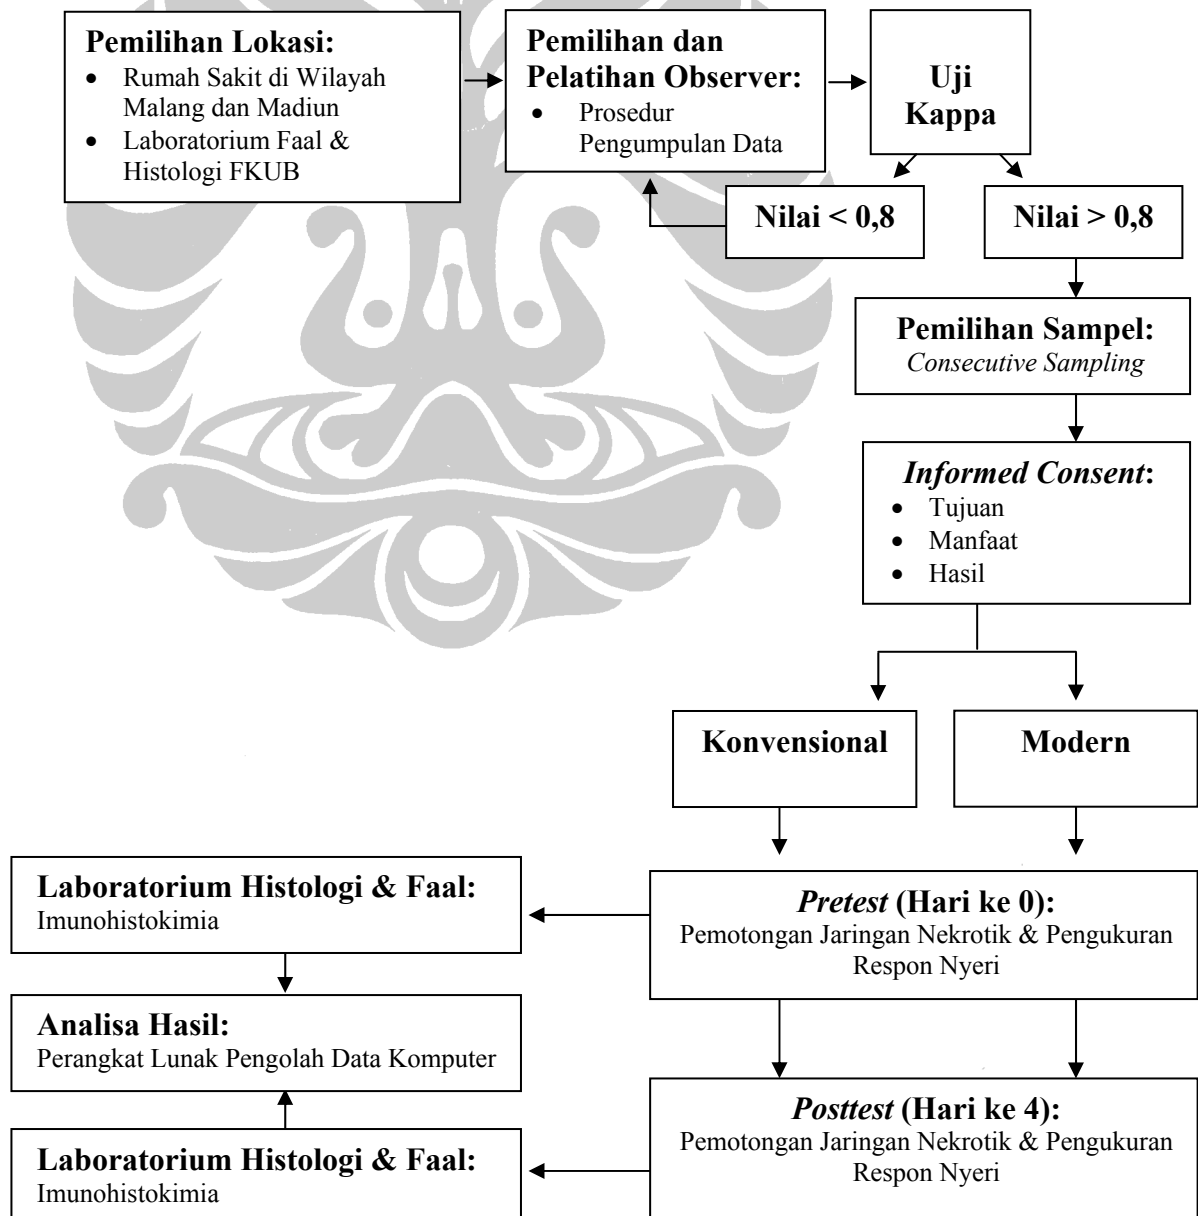 Pemilihan Lokasi:
• Rumah Sakit di Wilayah
Malang dan Madiun
• Laboratorium Faal &
Histologi FKUB
Pemilihan dan
Pelatihan Observer:
• Prosedur
Pengumpulan Data
Uji
Kappa
Nilai < 0,8
Nilai > 0,8
Pemilihan Sampel:
Consecutive Sampling
Informed Consent:
• Tujuan
• Manfaat
• Hasil
Konvensional
Modern
Pretest (Hari ke 0):
Pemotongan Jaringan Nekrotik & Pengukuran
Respon Nyeri
Laboratorium Histologi & Faal:
Imunohistokimia
Analisa Hasil:
Perangkat Lunak Pengolah Data Komputer
Posttest (Hari ke 4):
Pemotongan Jaringan Nekrotik & Pengukuran
Respon Nyeri
Laboratorium Histologi & Faal:
Imunohistokimia